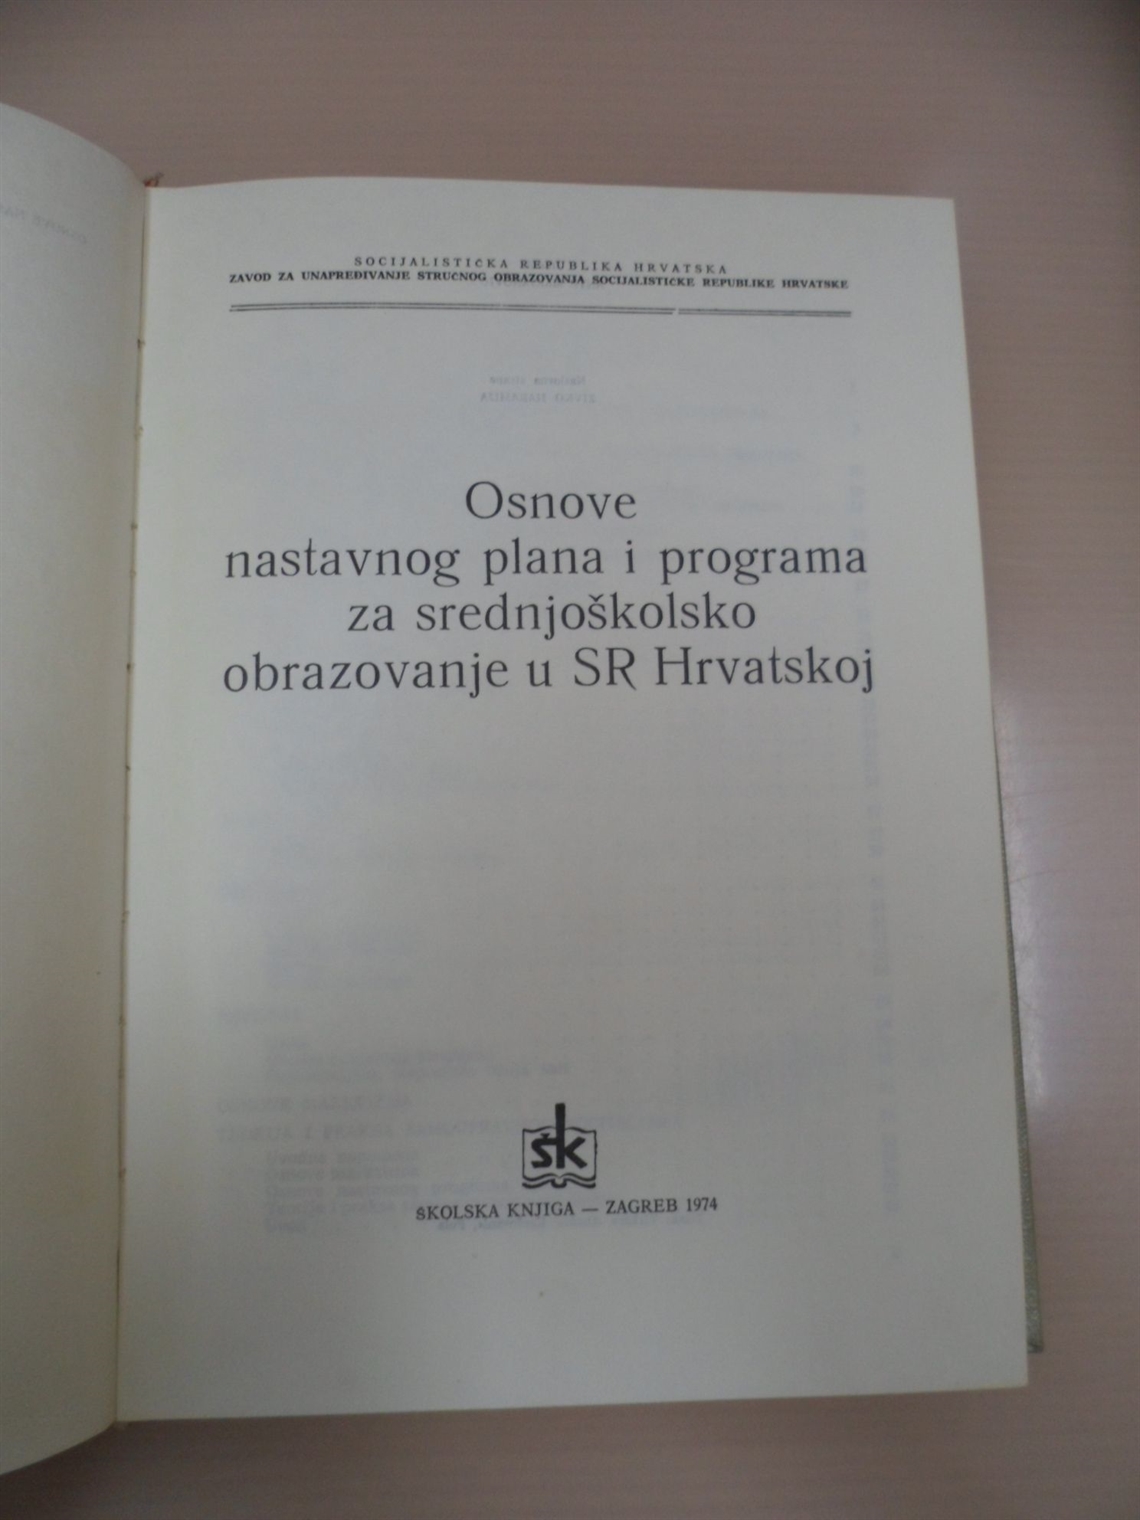 SOCIJALISTIČKA REPUBLIKA HRVATSKA
ZAVOD ZA UNAPREĐIVANJE STRUČNOG OBRAZOVANJA SOCIJALISTIČKE REPUBLIKE HRVATSKE
Osnove
nastavnog plana i programa
za srednjoškolsko
obrazovanje u SR Hrvatskoj
šk
ŠKOLSKA KNJIGA — ZAGREB 1974